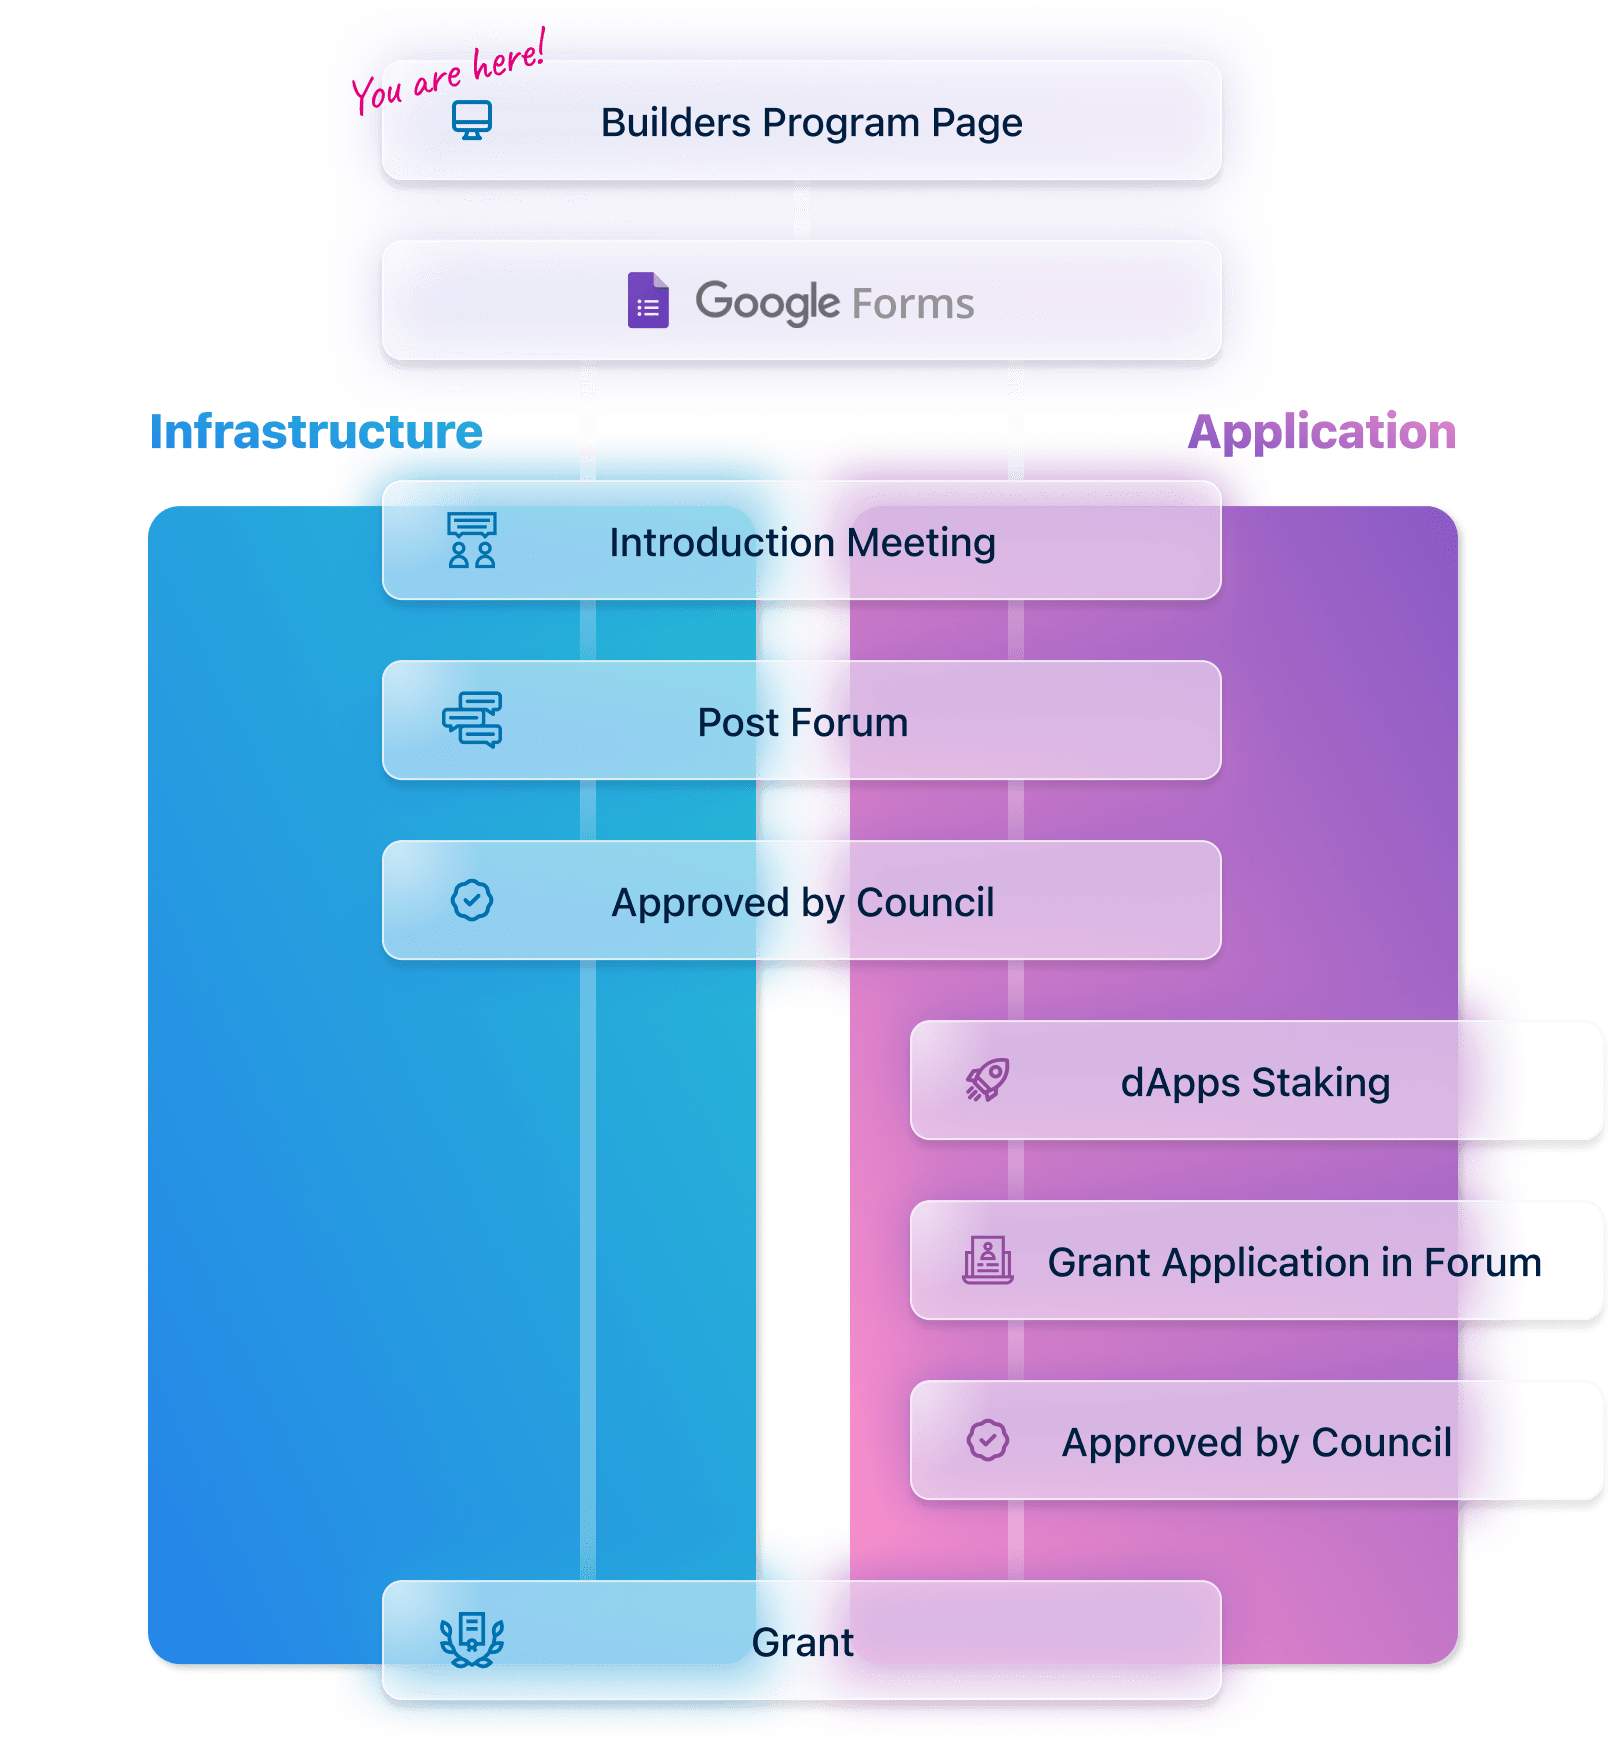 You are here!
Builders Program Page
Google Forms
Infrastructure
Application
Introduction Meeting
Post Forum
Approved by Council
dApps Staking
Grant Application in Forum
Approved by Council
Grant